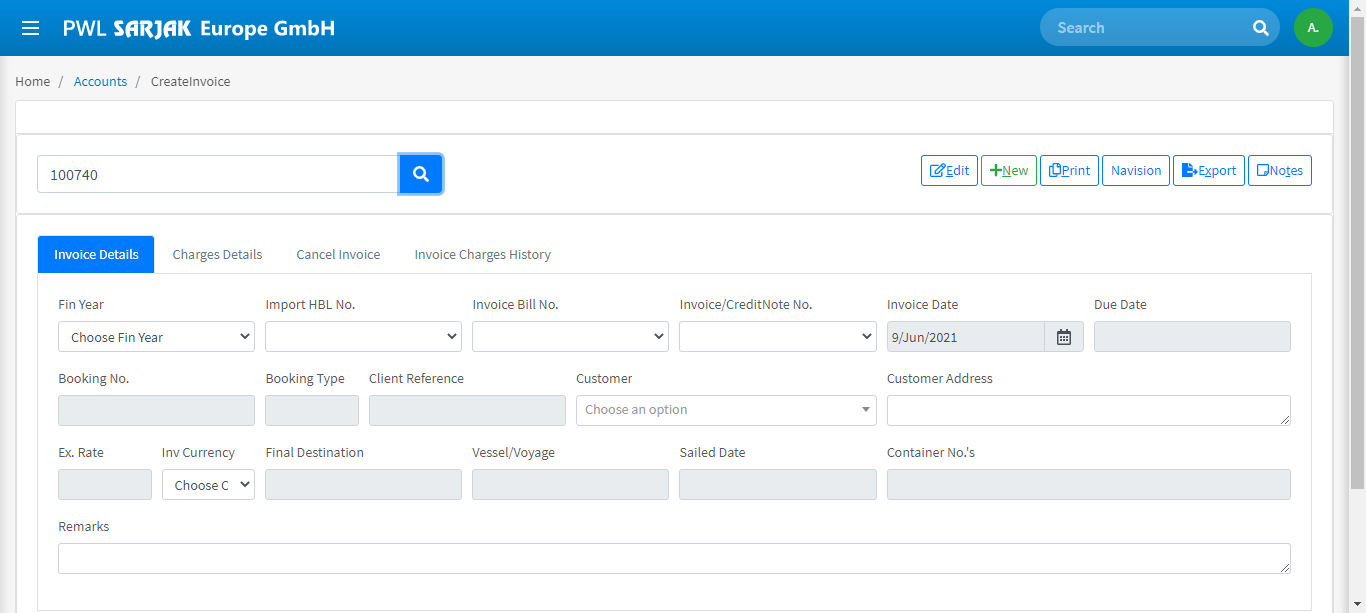 PWL SARJAK Europe GmbH
Search
A.
Home / Accounts / CreateInvoice
100740
Edit New Print Navision Export Notes
Invoice Details Charges Details Cancel Invoice Invoice Charges History
Fin Year Import HBL No. Invoice Bill No. Invoice/CreditNote No. Invoice Date Due Date
Choose Fin Year 9/Jun/2021
Booking No. Booking Type Client Reference Customer Customer Address
Choose an option
Ex. Rate Inv Currency Final Destination Vessel/Voyage Sailed Date Container No.'s
Choose C
Remarks